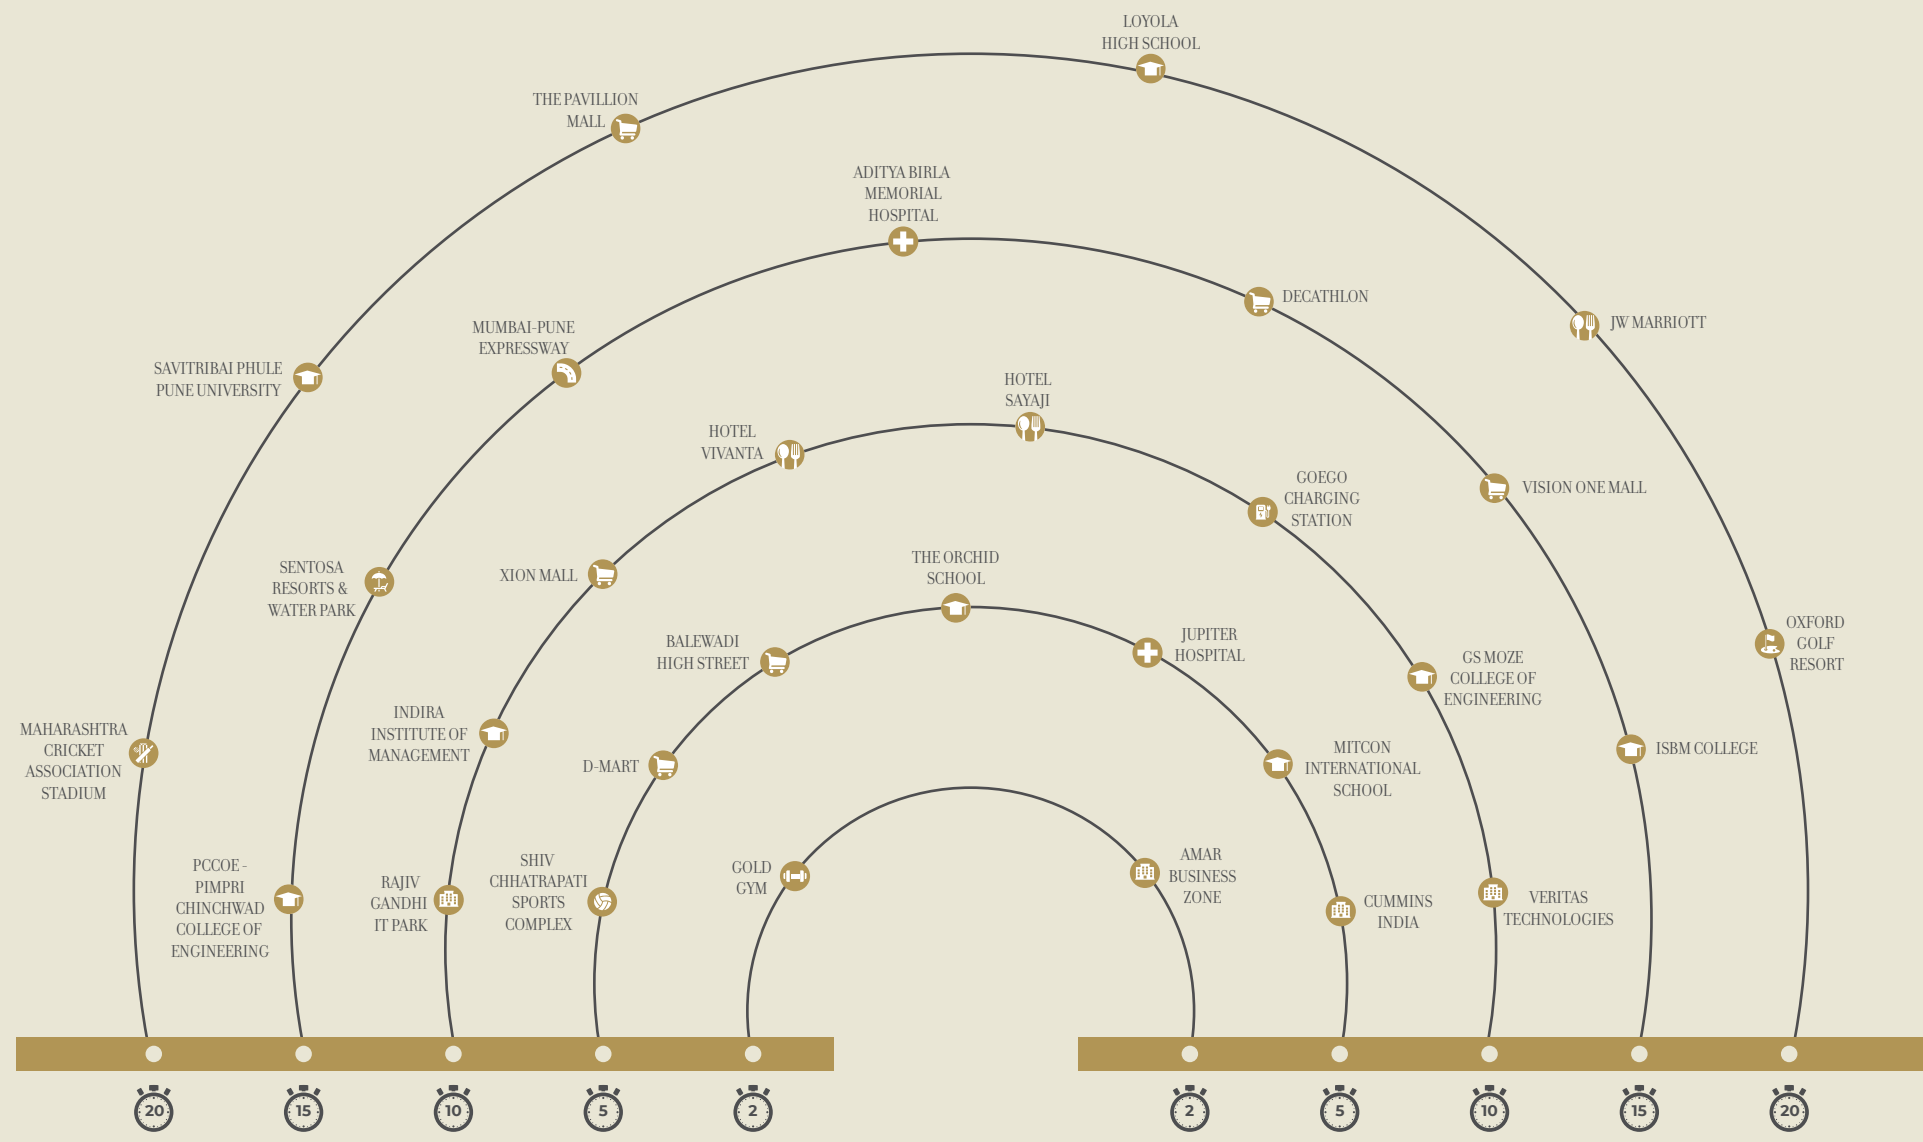 LOYOLA
HIGH SCHOOL
THE PAVILLION
MALL
ADITYA BIRLA
MEMORIAL
HOSPITAL
DECATHLON
MUMBAI-PUNE
EXPRESSWAY
JW MARRIOTT
SAVITRIBAI PHULE
PUNE UNIVERSITY
HOTEL
SAYAJI
HOTEL
VIVANTA
GOEGO
CHARGING
STATION
VISION ONE MALL
SENTOSA
RESORTS &
WATER PARK
XION MALL
THE ORCHID
SCHOOL
BALEWADI
HIGH STREET
JUPITER
HOSPITAL
OXFORD
GOLF
RESORT
GS MOZE
COLLEGE OF
ENGINEERING
MAHARASHTRA
CRICKET
ASSOCIATION
STADIUM
INDIRA
INSTITUTE OF
MANAGEMENT
D-MART
MITCON
INTERNATIONAL
SCHOOL
ISBM COLLEGE
PCCOE -
PIMPRI
CHINCHWAD
COLLEGE OF
ENGINEERING
RAJIV
GANDHI
IT PARK
SHIV
CHHATRAPATI
SPORTS
COMPLEX
GOLD
GYM
AMAR
BUSINESS
ZONE
CUMMINS
INDIA
VERITAS
TECHNOLOGIES
20 15 10 5 2 2 5 10 15 20